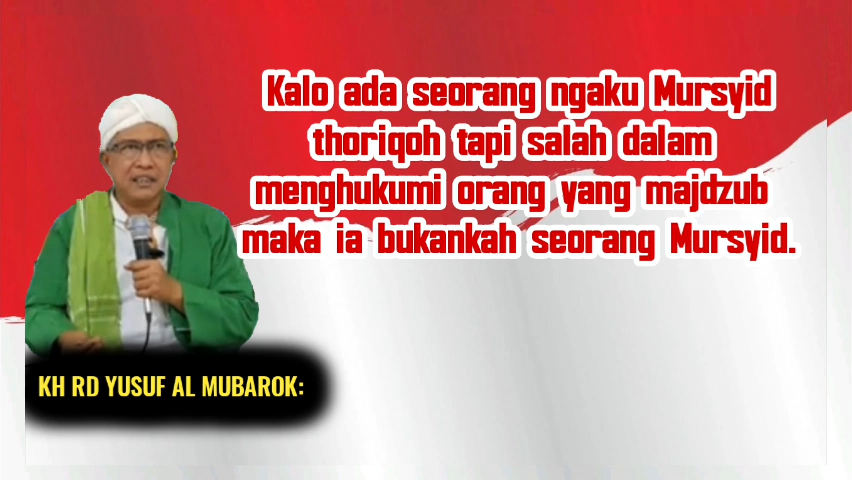 Kalo ada seorang ngaku Mursyid
thoriqoh tapi salah dalam
menghukumi orang yang majdzub
maka ia bukankah seorang Mursyid.
KH RD YUSUF AL MUBAROK: